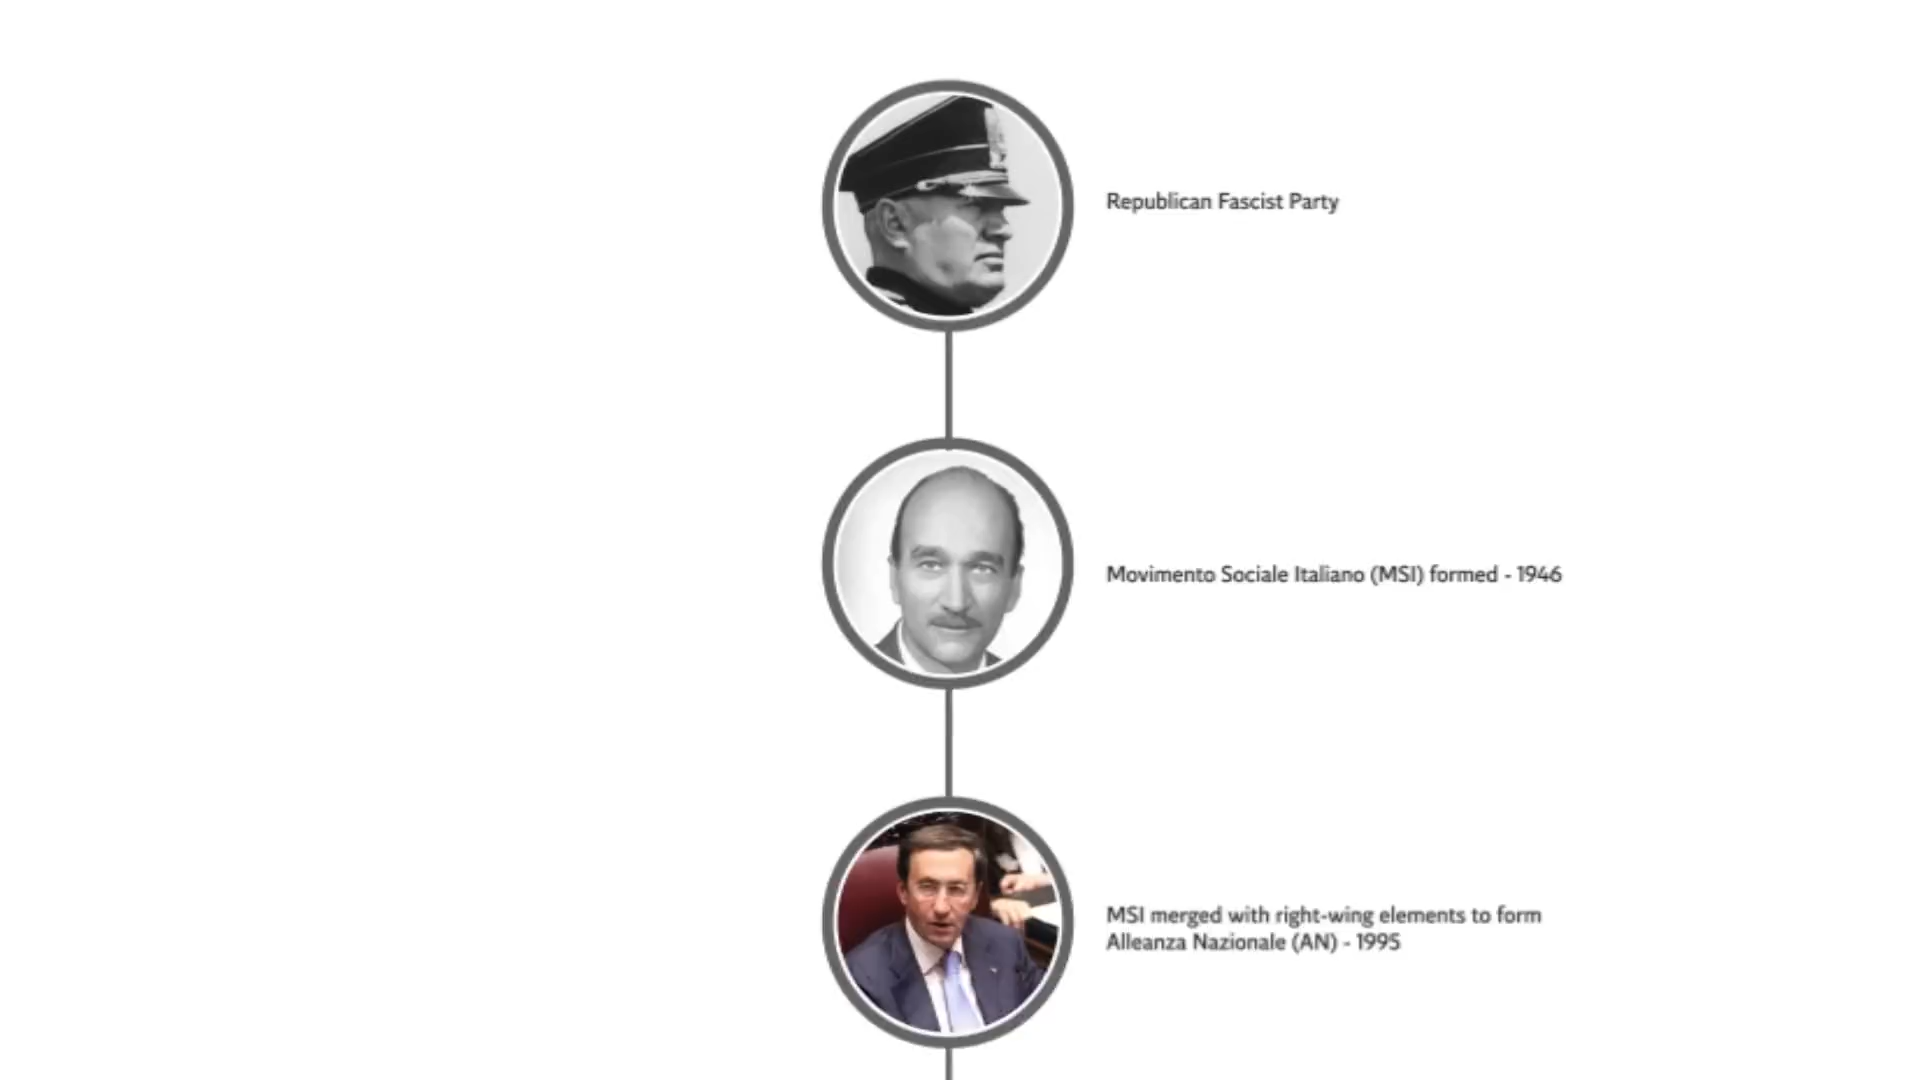 Republican Fascist Party
Movimento Sociale Italiano (MSI) formed - 1946
MSI merged with right-wing elements to form
Alleanza Nazionale (AN) - 1995